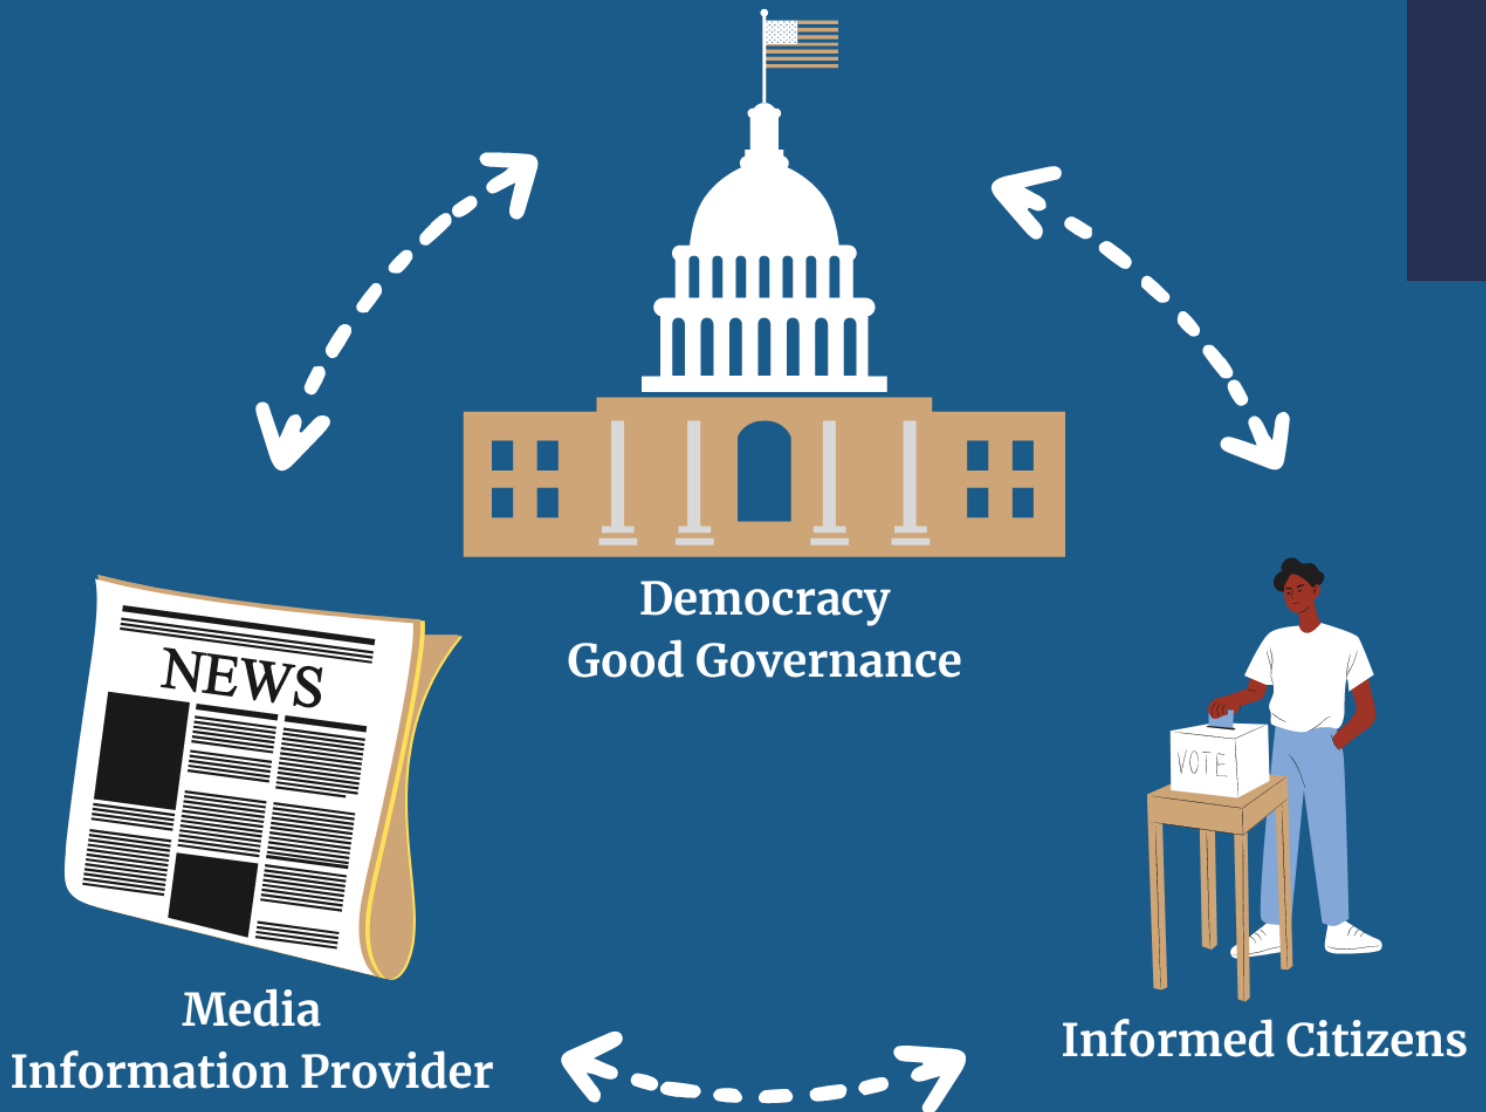 Democracy
Good Governance
NEWS
VOTE
Media
Information Provider
Informed Citizens